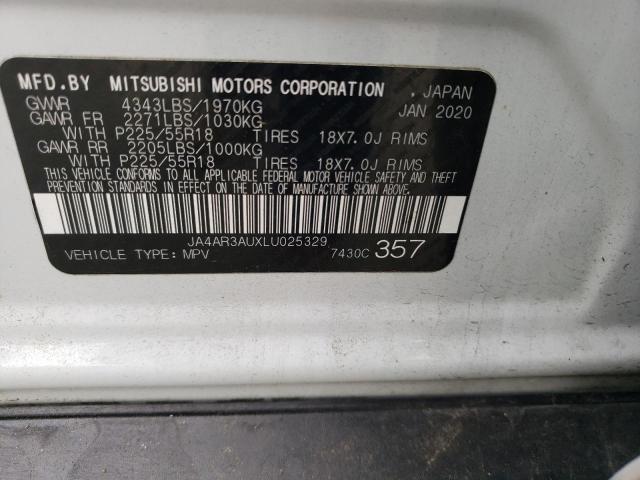 MFD. BY MITSUBISHI MOTORS CORPORATION . JAPAN
GVWR 4343LBS/1970KG JAN 2020
GAWR FR 2271LBS/1030KG
WITH P225/55R18 TIRES 18X7.0J RIMS
GAWR RR 2205LBS/1000KG
WITH P225/55R18 TIRES 18X7.0J RIMS
THIS VEHICLE CONFORMS TO ALL APPLICABLE FEDERAL MOTOR VEHICLE SAFETY AND THEFT
PREVENTION STANDARDS IN EFFECT ON THE DATE OF MANUFACTURE SHOWN ABOVE.
JA4AR3AUXLU025329
VEHICLE TYPE: MPV 7430C 357